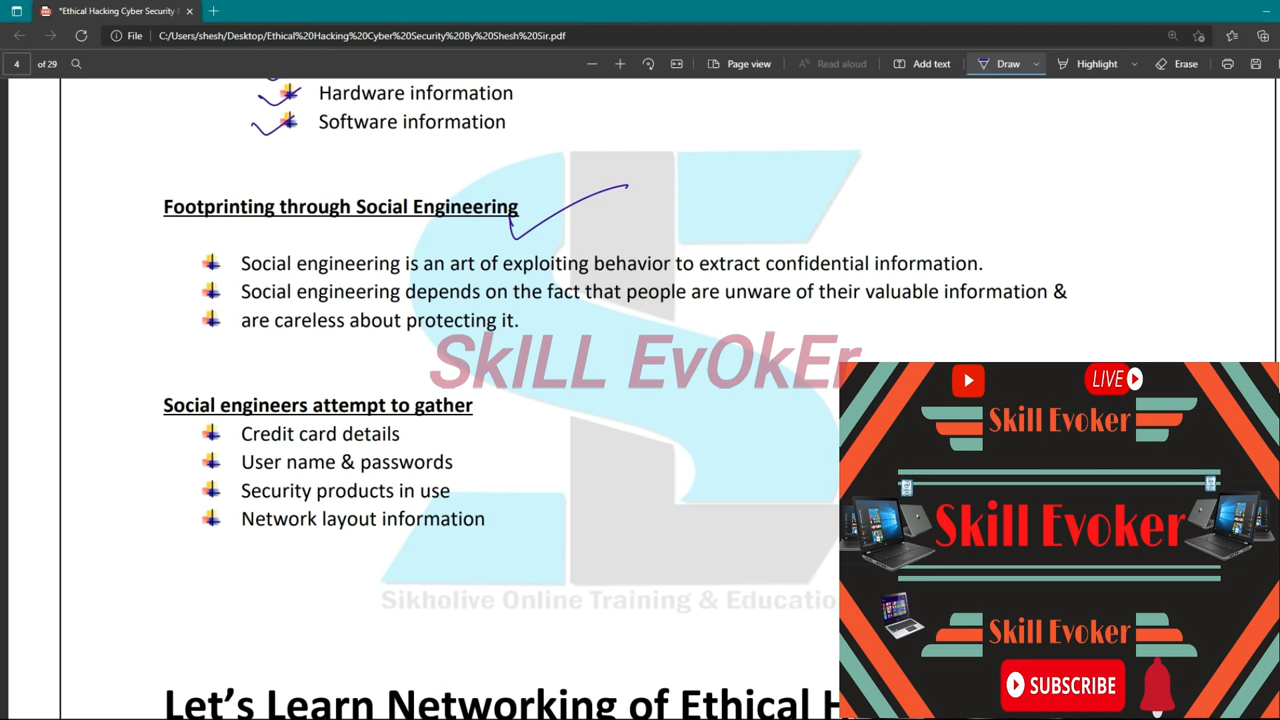 *Ethical Hacking Cyber Security
File
C:/Users/shesh/Desktop/Ethical%20Hacking%20Cyber%20Security%20By%20Shesh%20Sir.pdf
4 of 29
Page view
Read aloud
Add text
Draw
Highlight
Erase
Hardware information
Software information
Footprinting through Social Engineering
Social engineering is an art of exploiting behavior to extract confidential information.
Social engineering depends on the fact that people are unware of their valuable information &
are careless about protecting it.
SkILL EvOkEr
Social engineers attempt to gather
Credit card details
User name & passwords
Security products in use
Network layout information
Sikholive Online Training & Educatio
Let's Learn Networking of Ethical H
LIVE
Skill Evoker
Skill Evoker
Skill Evoker
SUBSCRIBE